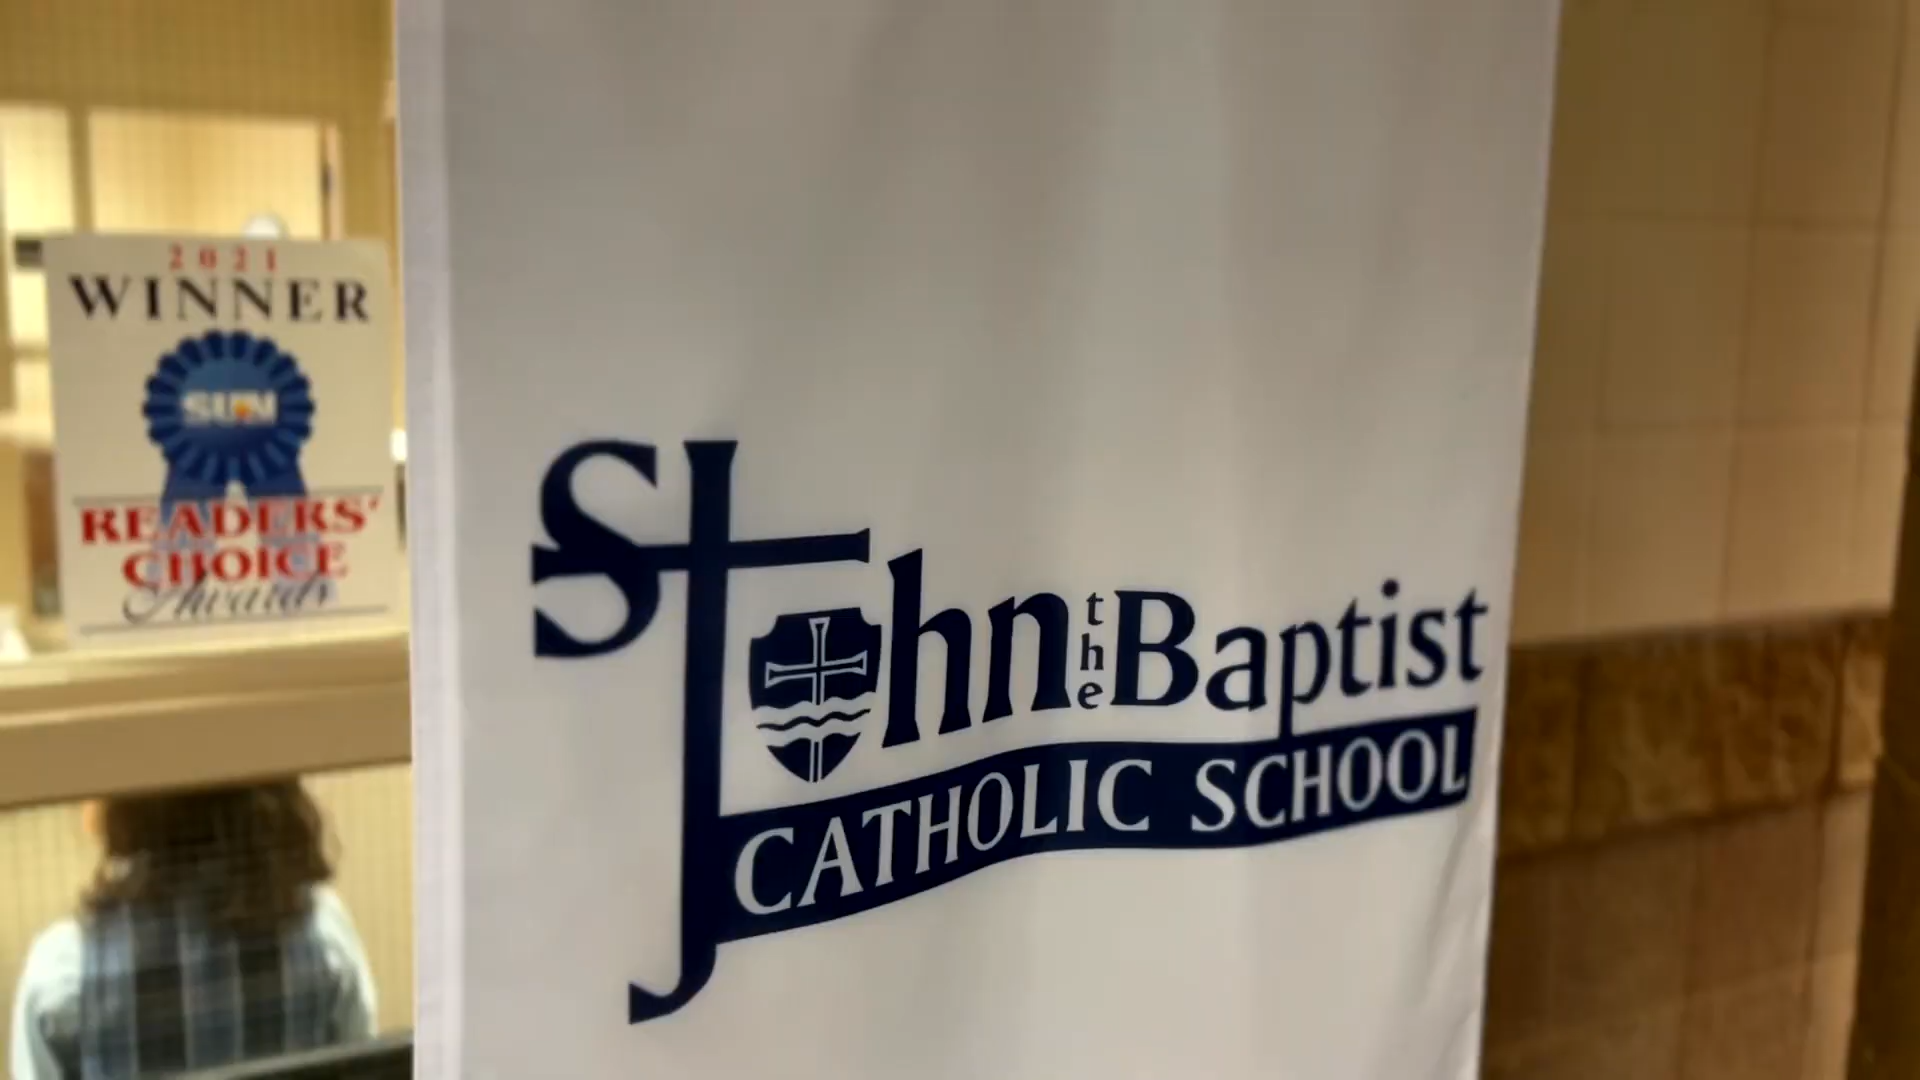 2021
WINNER
SUN
READERS'
CHOICE
Awards
St John the Baptist
CATHOLIC SCHOOL